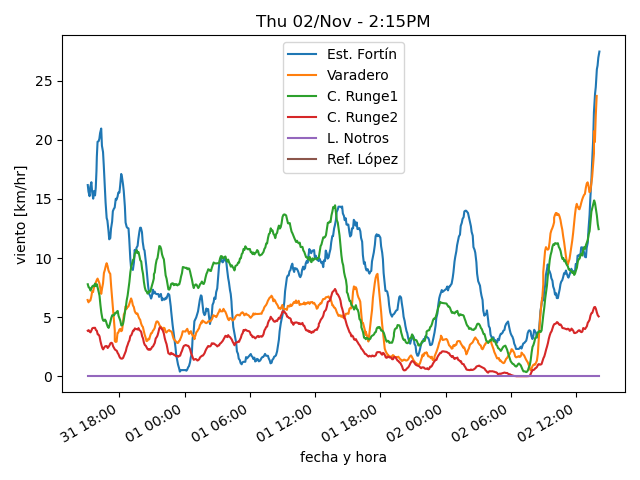 Thu 02/Nov - 2:15PM
Est. Fortín
Varadero
C. Runge1
C. Runge2
L. Notros
Ref. López
viento [km/hr]
25
20
15
10
5
0
31 18:00
01 00:00
01 06:00
01 12:00
01 18:00
02 00:00
02 06:00
02 12:00
fecha y hora